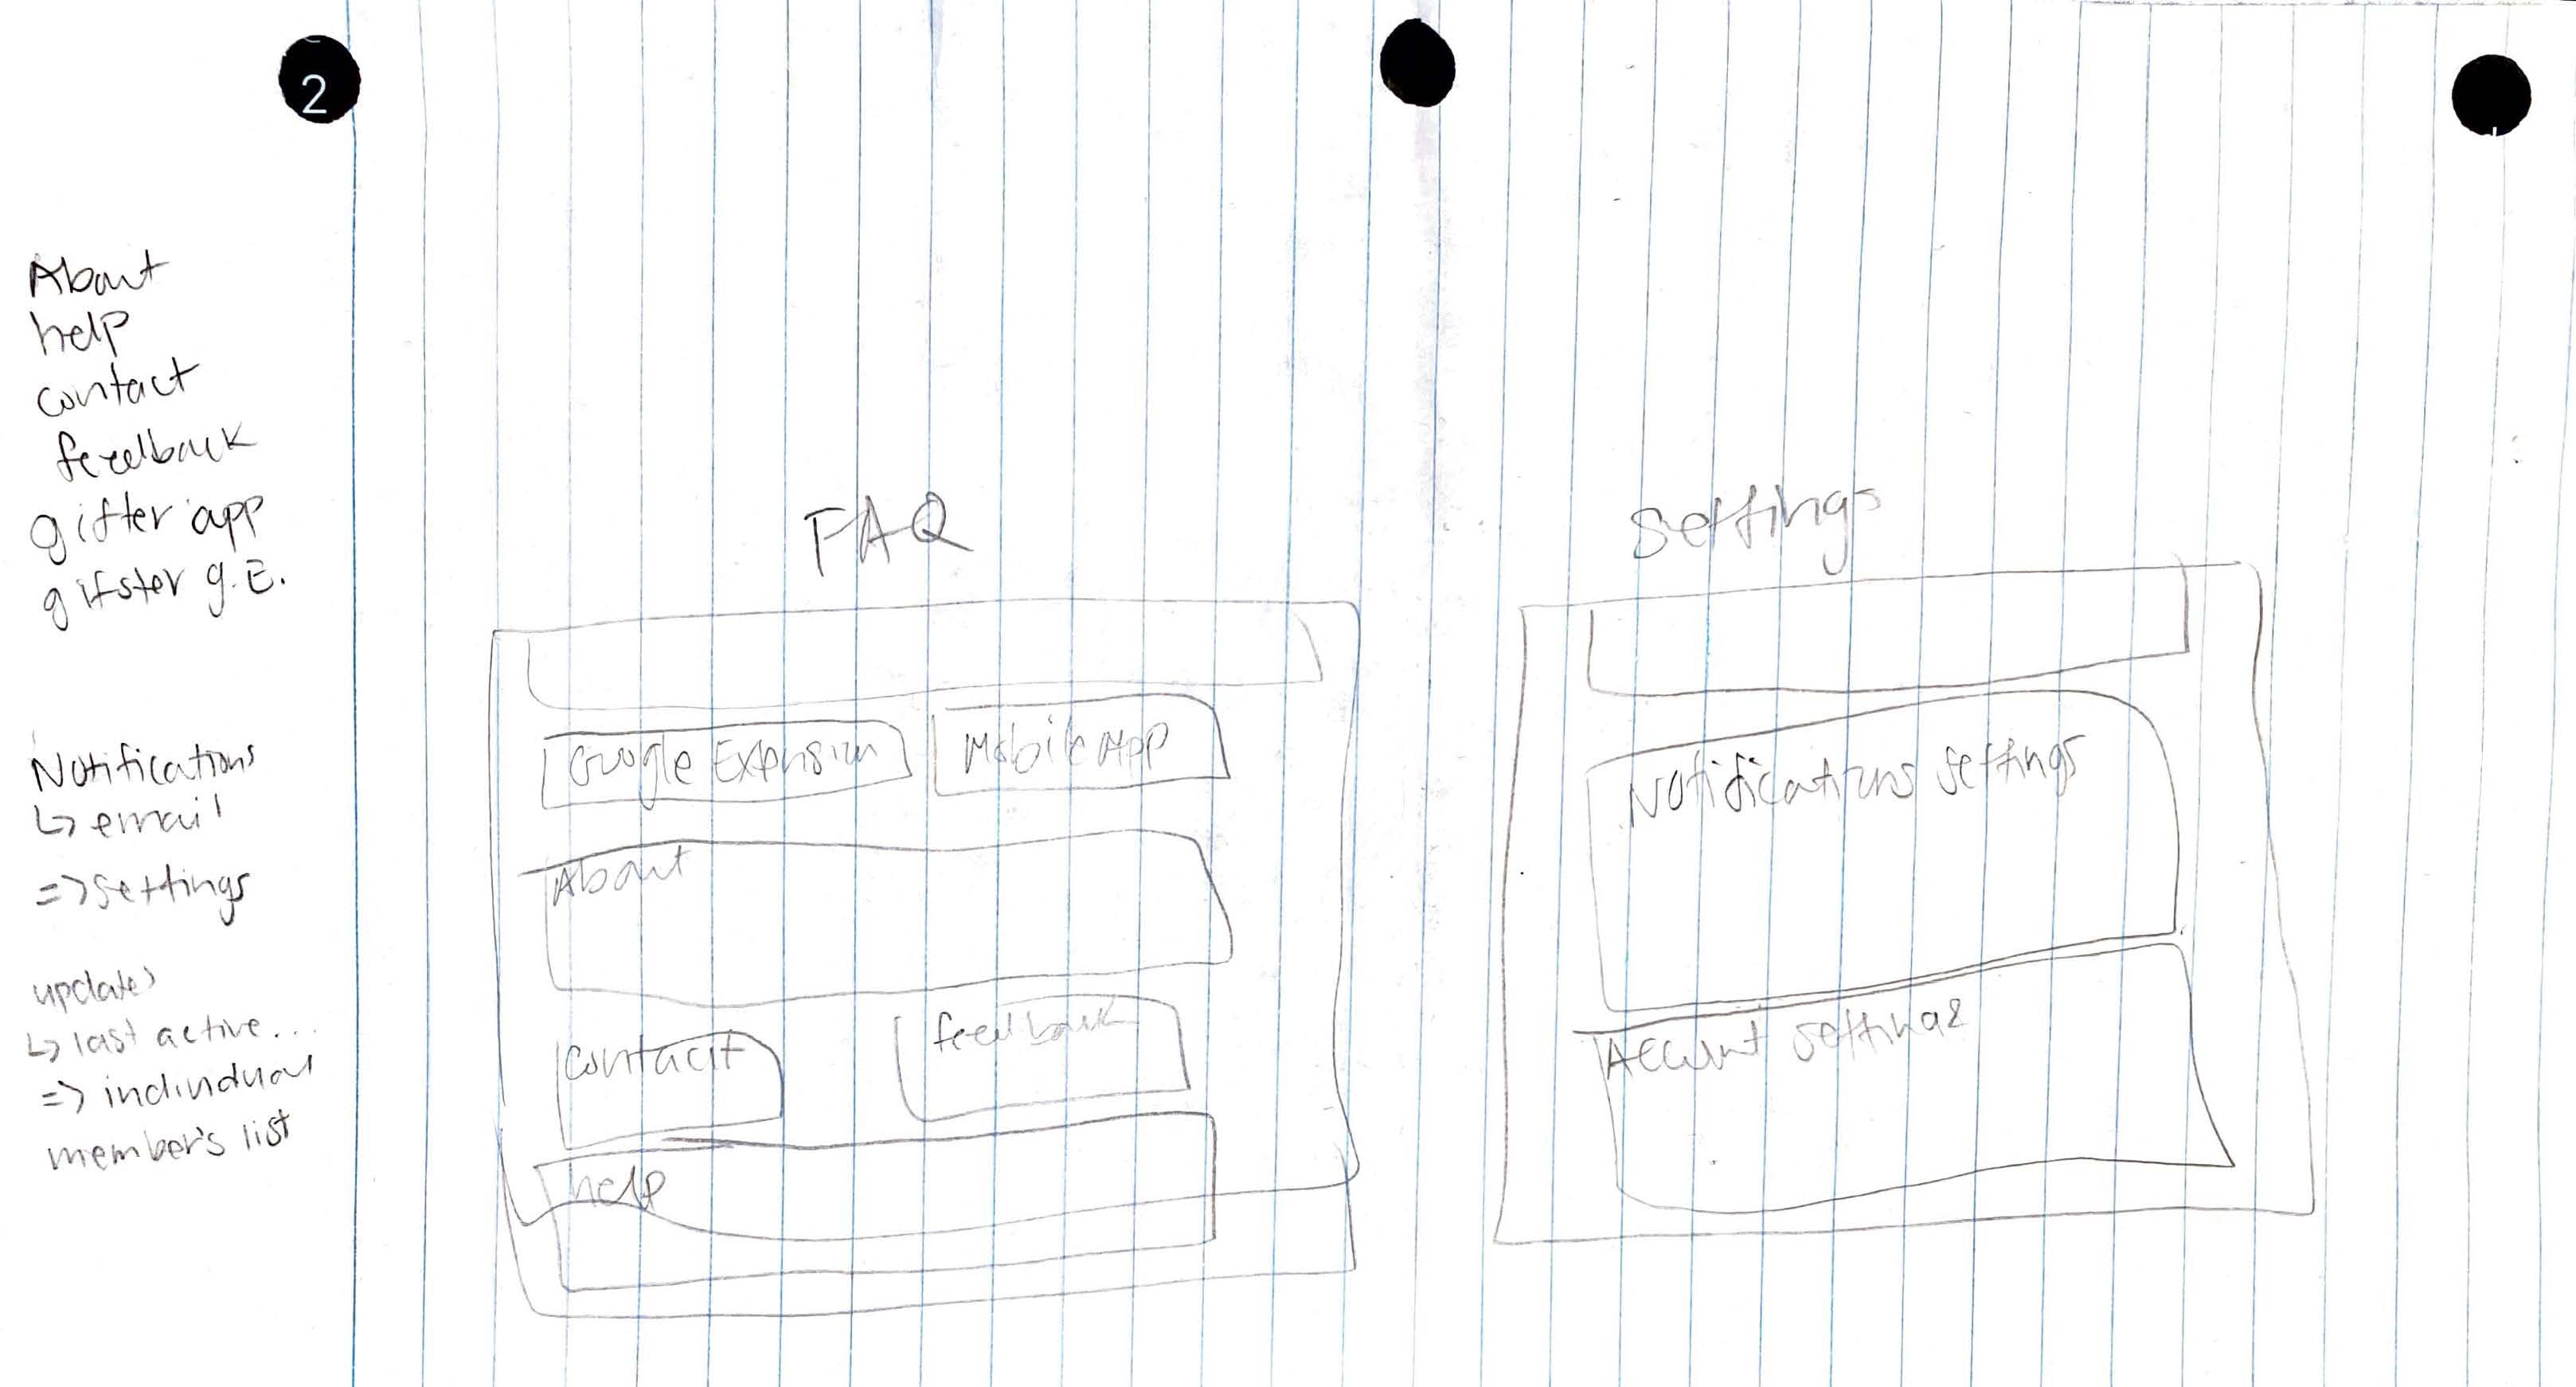 2
About
help
contact
feedback
gifter app
gifster g.E.
Notifications
↳ email
=> settings
updates
↳ last active...
=> individual
member's list
FAQ
Google Expension
Mobile App
About
contact
feedback
help
Settings
Notifications settings
Account settings